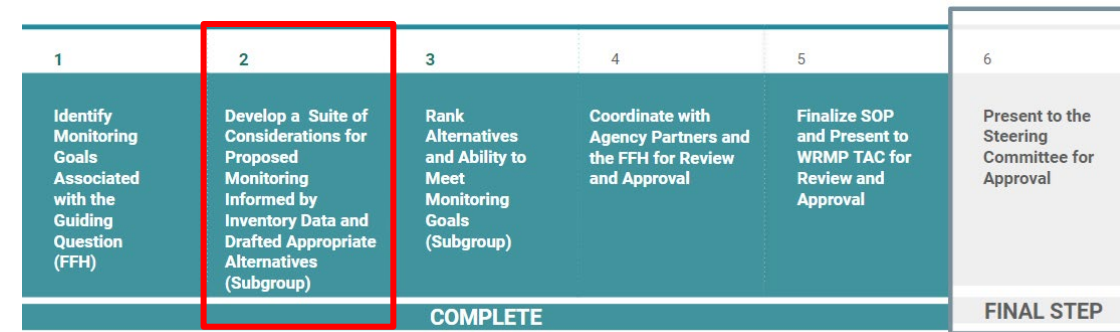 1
Identify
Monitoring
Goals
Associated
with the
Guiding
Question
(FFH)
2
Develop a Suite of
Considerations for
Proposed
Monitoring
Informed by
Inventory Data and
Drafted Appropriate
Alternatives
(Subgroup)
3
Rank
Alternatives
and Ability to
Meet
Monitoring
Goals
(Subgroup)
4
Coordinate with
Agency Partners and
the FFH for Review
and Approval
5
Finalize SOP
and Present to
WRMP TAC for
Review and
Approval
6
Present to the
Steering
Committee for
Approval
COMPLETE
FINAL STEP